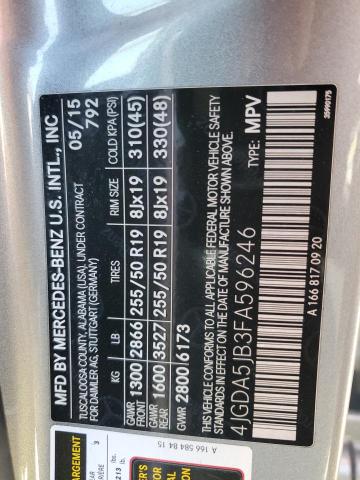 MFD BY MERCEDES-BENZ U.S. INTL., INC
TUSCALOOSA COUNTY, ALABAMA (USA), UNDER CONTRACT
FOR DAIMLER AG, STUTTGART (GERMANY)
05/15
792
KG LB TIRES RIM SIZE COLD KPA (PSI)
GAWR FRONT 1300 2866 255/50 R19 8Jx19 310(45)
GAWR REAR 1600 3527 255/50 R19 8Jx19 330(48)
GVWR 2800 6173
THIS VEHICLE CONFORMS TO ALL APPLICABLE FEDERAL MOTOR VEHICLE SAFETY
STANDARDS IN EFFECT ON THE DATE OF MANUFACTURE SHOWN ABOVE.
4JGDA5JB3FA596246 TYPE: MPV
A 166 817 09 20
A 166 584 84 15
213